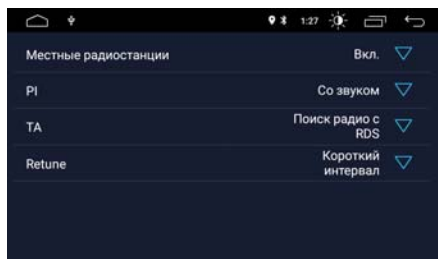 1:27
Местные радиостанции Вкл.
PI Со звуком
TA Поиск радио с
RDS
Retune Короткий
интервал